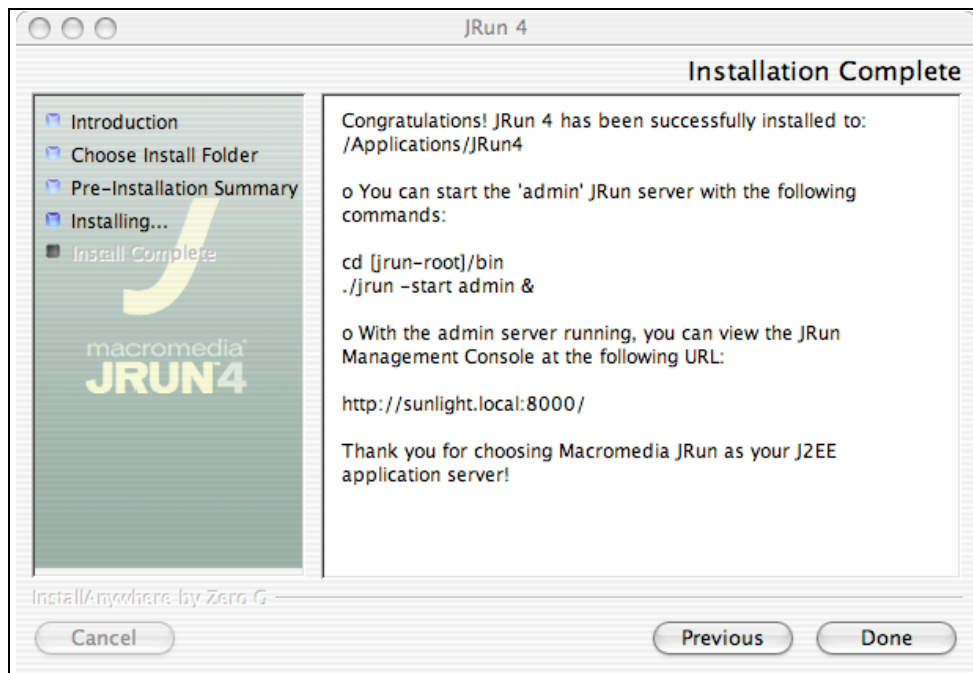 JRun 4
Installation Complete
Introduction
Choose Install Folder
Pre-Installation Summary
Installing...
Install Complete
macromedia®
JRUN™4
Congratulations! JRun 4 has been successfully installed to:
/Applications/JRun4
o You can start the 'admin' JRun server with the following
commands:
cd [jrun-root]/bin
./jrun -start admin &
o With the admin server running, you can view the JRun
Management Console at the following URL:
http://sunlight.local:8000/
Thank you for choosing Macromedia JRun as your J2EE
application server!
InstallAnywhere by Zero G
Cancel
Previous
Done